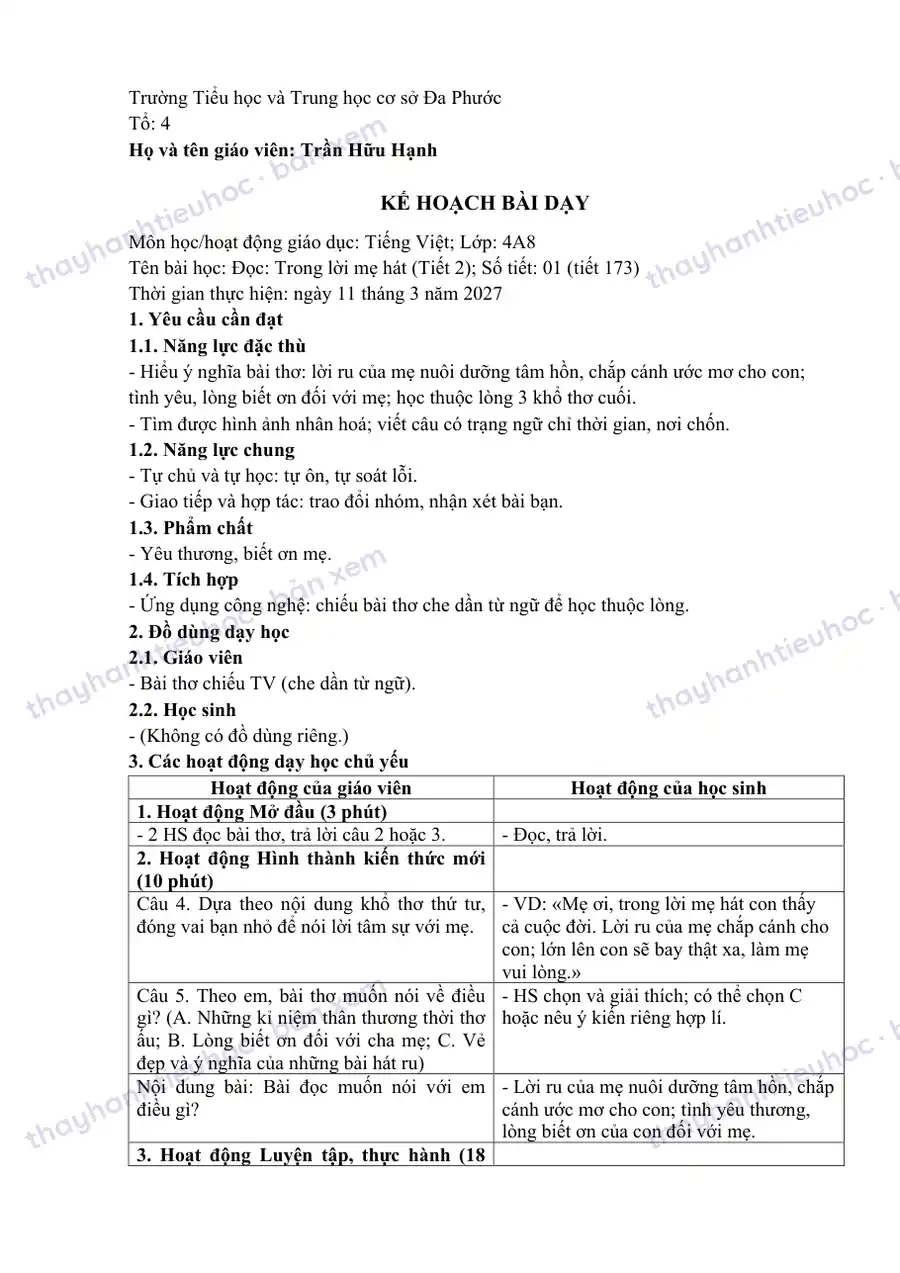 Trường Tiểu học và Trung học cơ sở Đa Phước
Tổ: 4
Họ và tên giáo viên: Trần Hữu Hạnh
KẾ HOẠCH BÀI DẠY
Môn học/hoạt động giáo dục: Tiếng Việt; Lớp: 4A8
Tên bài học: Đọc: Trong lời mẹ hát (Tiết 2); Số tiết: 01 (tiết 173)
Thời gian thực hiện: ngày 11 tháng 3 năm 2027
1. Yêu cầu cần đạt
1.1. Năng lực đặc thù
- Hiểu ý nghĩa bài thơ: lời ru của mẹ nuôi dưỡng tâm hồn, chắp cánh ước mơ cho con;
tình yêu, lòng biết ơn đối với mẹ; học thuộc lòng 3 khổ thơ cuối.
- Tìm được hình ảnh nhân hoá; viết câu có trạng ngữ chỉ thời gian, nơi chốn.
1.2. Năng lực chung
- Tự chủ và tự học: tự ôn, tự soát lỗi.
- Giao tiếp và hợp tác: trao đổi nhóm, nhận xét bài bạn.
1.3. Phẩm chất
- Yêu thương, biết ơn mẹ.
1.4. Tích hợp
- Ứng dụng công nghệ: chiếu bài thơ che dần từ ngữ để học thuộc lòng.
2. Đồ dùng dạy học
2.1. Giáo viên
- Bài thơ chiếu TV (che dần từ ngữ).
2.2. Học sinh
- (Không có đồ dùng riêng.)
3. Các hoạt động dạy học chủ yếu
Hoạt động của giáo viên
Hoạt động của học sinh
1. Hoạt động Mở đầu (3 phút)
- 2 HS đọc bài thơ, trả lời câu 2 hoặc 3.
- Đọc, trả lời.
2. Hoạt động Hình thành kiến thức mới
(10 phút)
Câu 4. Dựa theo nội dung khổ thơ thứ tư,
đóng vai bạn nhỏ để nói lời tâm sự với mẹ.
- VD: «Mẹ ơi, trong lời mẹ hát con thấy
cả cuộc đời. Lời ru của mẹ chắp cánh cho
con; lớn lên con sẽ bay thật xa, làm mẹ
vui lòng.»
Câu 5. Theo em, bài thơ muốn nói về điều
gì? (A. Những kỉ niệm thân thương thời thơ
ấu; B. Lòng biết ơn đối với cha mẹ; C. Vẻ
đẹp và ý nghĩa của những bài hát ru)
- HS chọn và giải thích; có thể chọn C
hoặc nêu ý kiến riêng hợp lí.
Nội dung bài: Bài đọc muốn nói với em
điều gì?
- Lời ru của mẹ nuôi dưỡng tâm hồn, chắp
cánh ước mơ cho con; tình yêu thương,
lòng biết ơn của con đối với mẹ.
3. Hoạt động Luyện tập, thực hành (18
thayhanhtieuhoc · bản xem
thayhanhtieuhoc · b
thayhanhtieuhoc · bản xem
thayhanhtieuhoc · b
thayhanhtieuhoc · bản xem
thayhanhtieuhoc · b